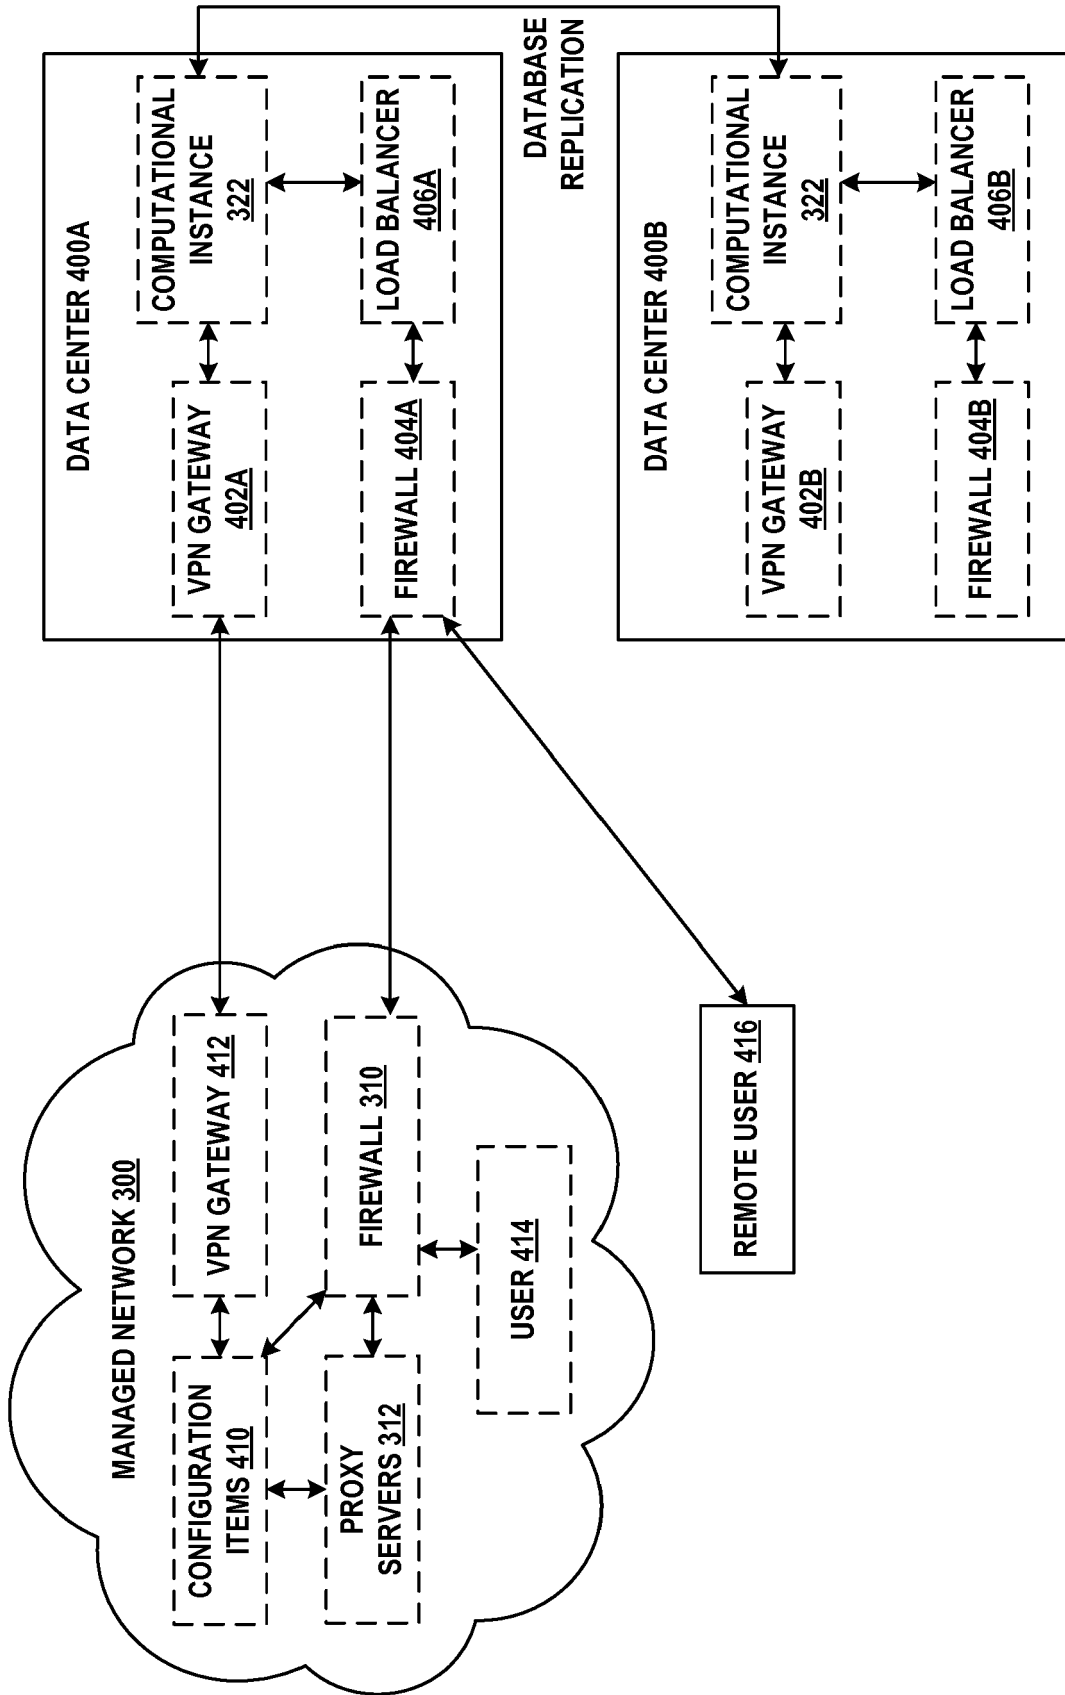 MANAGED NETWORK 300
CONFIGURATION
ITEMS 410
VPN GATEWAY 412
PROXY
SERVERS 312
FIREWALL 310
USER 414
REMOTE USER 416
DATA CENTER 400A
VPN GATEWAY
402A
COMPUTATIONAL
INSTANCE
322
FIREWALL 404A
LOAD BALANCER
406A
DATABASE
REPLICATION
DATA CENTER 400B
VPN GATEWAY
402B
COMPUTATIONAL
INSTANCE
322
FIREWALL 404B
LOAD BALANCER
406B